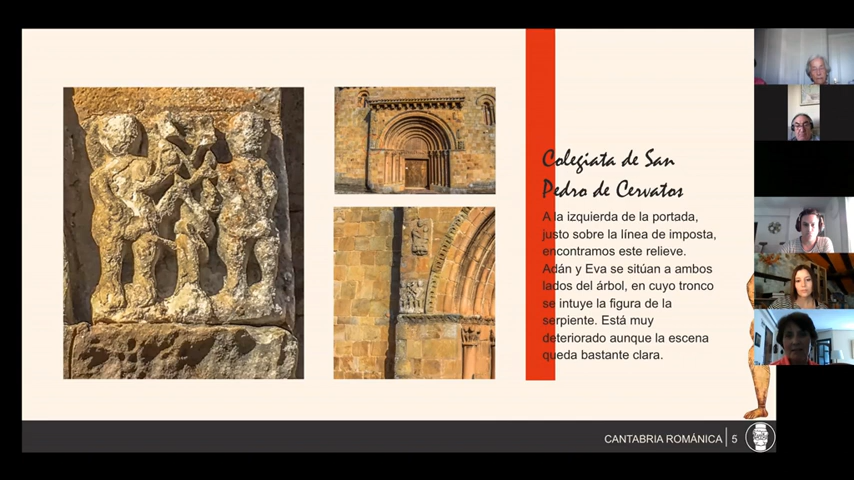 Colegiata de San
Pedro de Cervatos
A la izquierda de la portada,
justo sobre la línea de imposta,
encontramos este relieve.
Adán y Eva se sitúan a ambos
lados del árbol, en cuyo tronco
se intuye la figura de la
serpiente. Está muy
deteriorado aunque la escena
queda bastante clara.
CANTABRIA ROMÁNICA 5